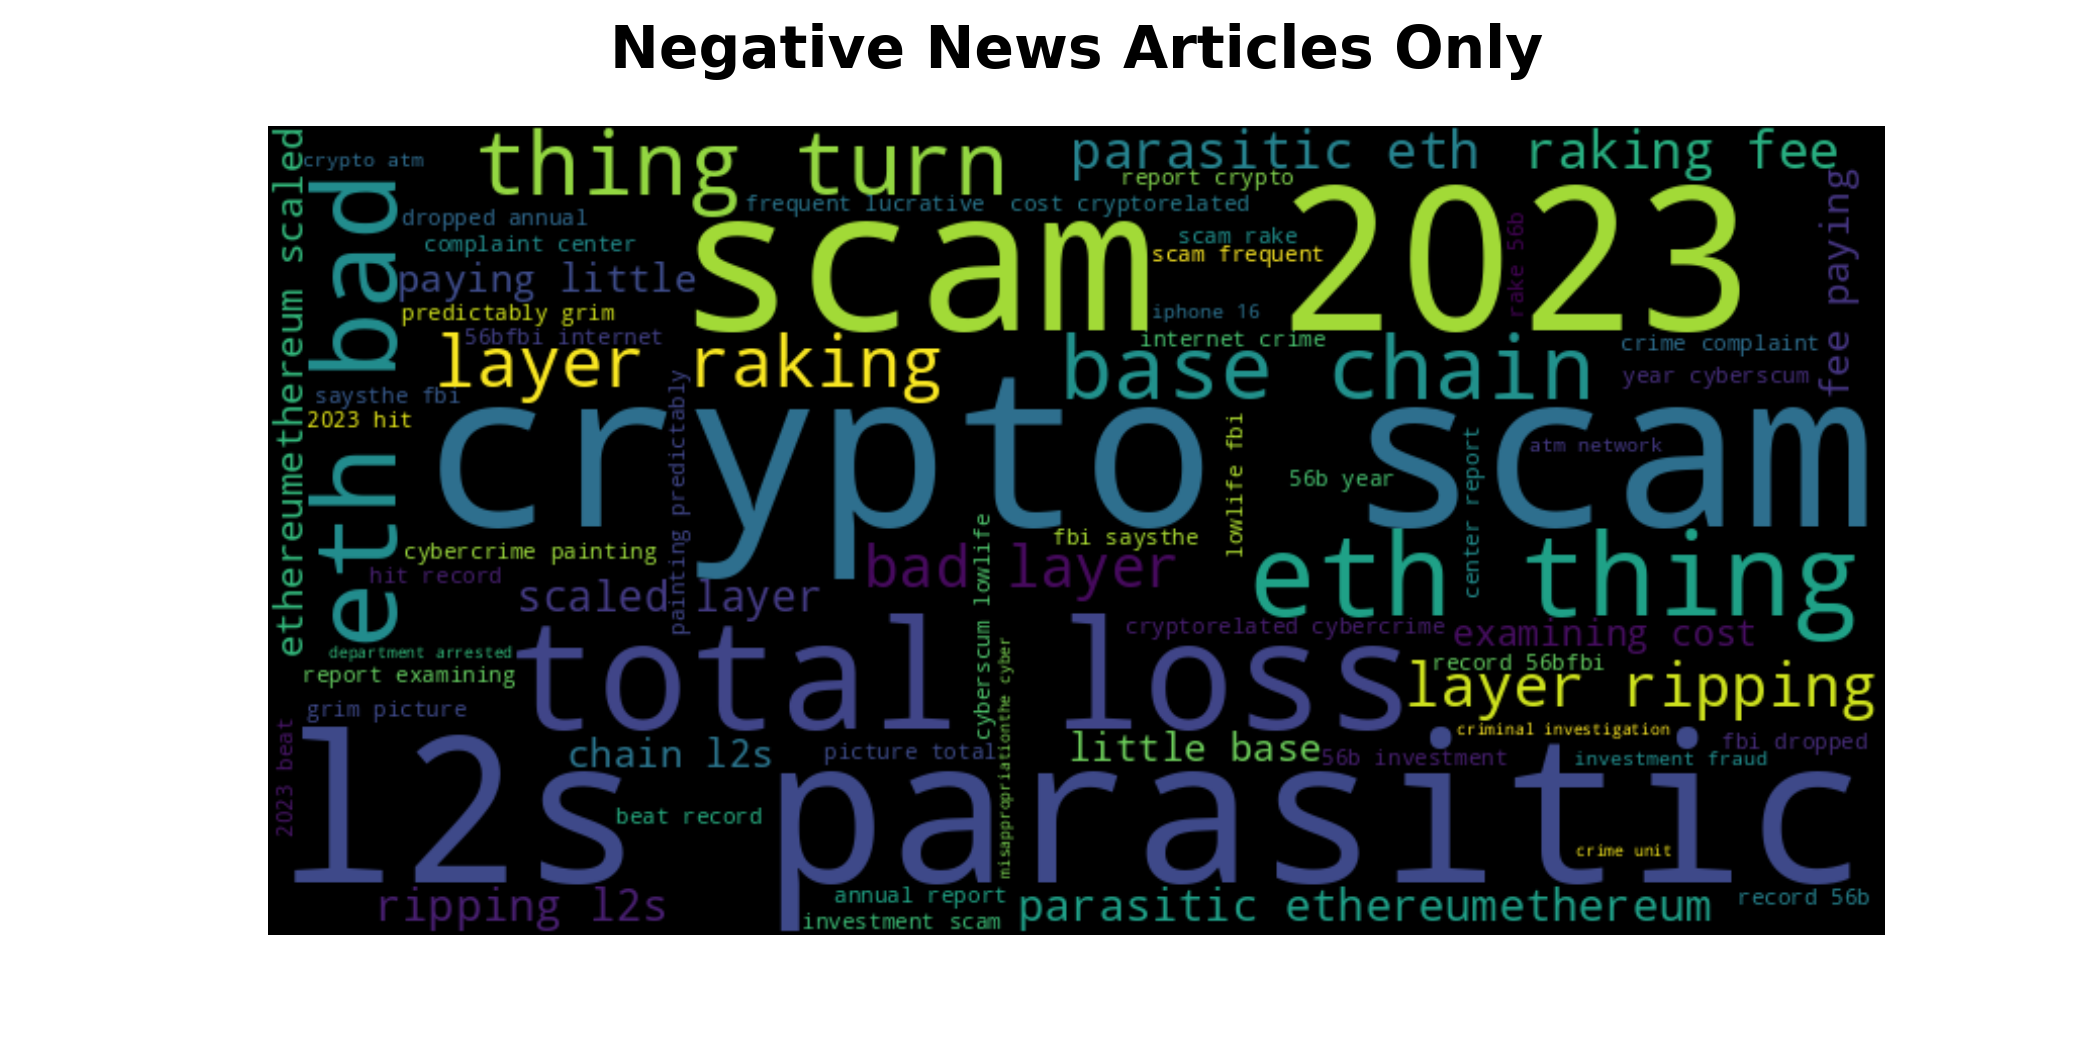 Negative News Articles Only
ethereumethereum scaled
crypto atm
eth bad
thing turn
parasitic eth
raking fee
report crypto
fee paying
dropped annual
frequent lucrative
cost cryptorelated
scam 2023
complaint center
scam rake
rake 56b
scam frequent
paying little
predictably grim
iphone 16
56bfbi internet
layer raking
internet crime
base chain
crime complaint
year cyberscum
saysthe fbi
painting predictably
2023 hit
crypto scam
lowlife fbi
atm network
center report
56b year
cybercrime painting
fbi saysthe
hit record
bad layer
eth thing
scaled layer
cyberscum lowlife
cryptorelated cybercrime
examining cost
department arrested
total loss
misappropriationthe cyber
record 56bfbi
report examining
layer ripping
grim picture
2023 beat
criminal investigation
l2s parasitic
chain l2s
picture total
little base
56b investment
fbi dropped
investment fraud
beat record
crime unit
ripping l2s
annual report
parasitic ethereumethereum
record 56b
investment scam